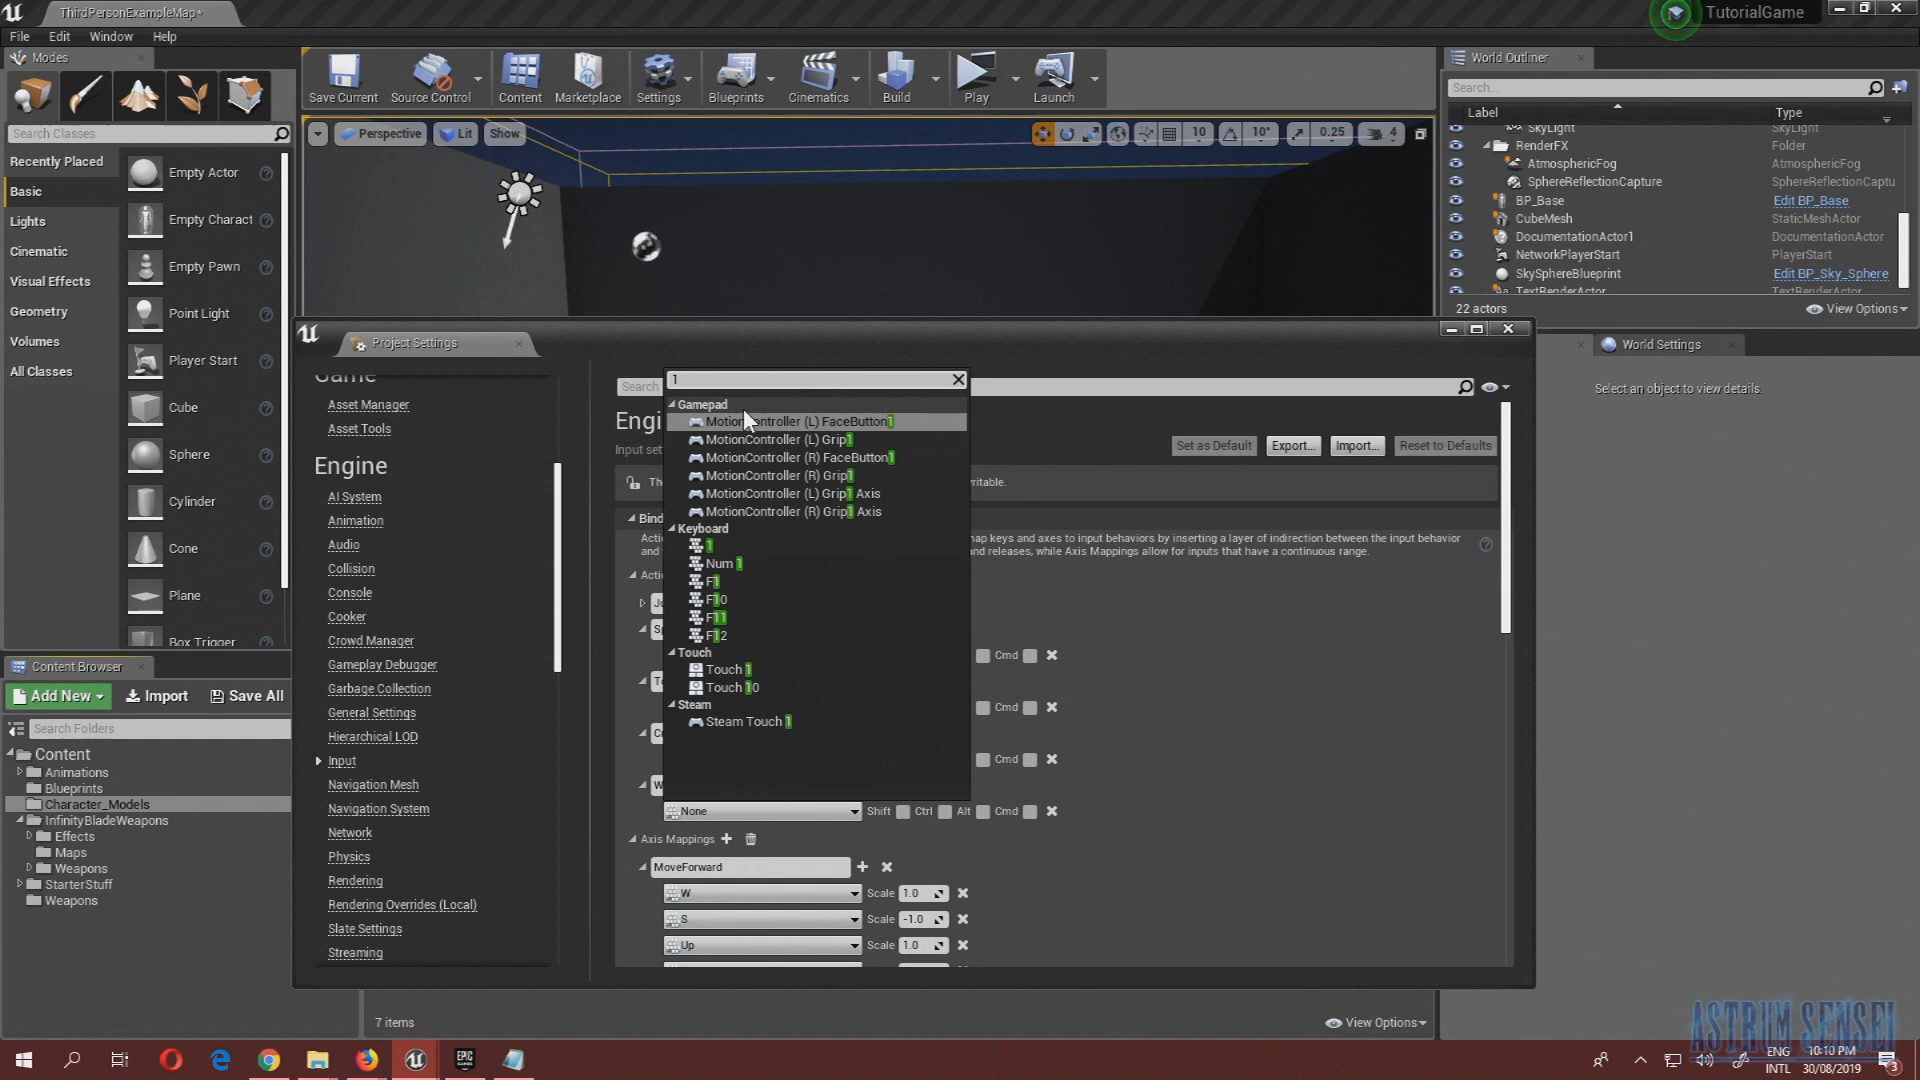 ThirdPersonExampleMap*
TutorialGame
File Edit Window Help
Modes
Save Current
Source Control
Content
Marketplace
Settings
Blueprints
Cinematics
Build
Play
Launch
World Outliner
Search...
Label Type
Search Classes
Perspective Lit Show
10 10° 0.25 4
SkyLight SkyLight
RenderFX Folder
AtmosphericFog AtmosphericFog
SphereReflectionCapture SphereReflectionCaptu
BP_Base Edit BP_Base
CubeMesh StaticMeshActor
DocumentationActor1 DocumentationActor
NetworkPlayerStart PlayerStart
SkySphereBlueprint Edit BP_Sky_Sphere
TextRenderActor TextRenderActor
22 actors View Options
Recently Placed
Basic
Lights
Cinematic
Visual Effects
Geometry
Volumes
All Classes
Empty Actor
Empty Charact
Empty Pawn
Point Light
Player Start
Cube
Sphere
Cylinder
Cone
Plane
Box Trigger
World Settings
Select an object to view details.
Project Settings
Game
Asset Manager
Asset Tools
Engine
AI System
Animation
Audio
Collision
Console
Cooker
Crowd Manager
Gameplay Debugger
Garbage Collection
General Settings
Hierarchical LOD
Input
Navigation Mesh
Navigation System
Network
Physics
Rendering
Rendering Overrides (Local)
Slate Settings
Streaming
Search
1
Engi
Input set
Set as Default Export... Import... Reset to Defaults
The
writable.
Bind
Actio
map keys and axes to input behaviors by inserting a layer of indirection between the input behavior
and
and releases, while Axis Mappings allow for inputs that have a continuous range.
Actio
Gamepad
MotionController (L) FaceButton1
MotionController (L) Grip1
MotionController (R) FaceButton1
MotionController (R) Grip1
MotionController (L) Grip1 Axis
MotionController (R) Grip1 Axis
Keyboard
1
Num 1
F1
F10
F11
F12
Touch
Touch 1
Touch 10
Steam
Steam Touch 1
Cmd
Cmd
Cmd
None Shift Ctrl Alt Cmd
Axis Mappings
MoveForward
W Scale 1.0
S Scale -1.0
Up Scale 1.0
Content Browser
Add New Import Save All
Search Folders
Content
Animations
Blueprints
Character_Models
InfinityBladeWeapons
Effects
Maps
Weapons
StarterStuff
Weapons
7 items View Options
ASTRUM SENSEI
EPIC GAMES
ENG
INTL
10:10 PM
30/08/2019
3